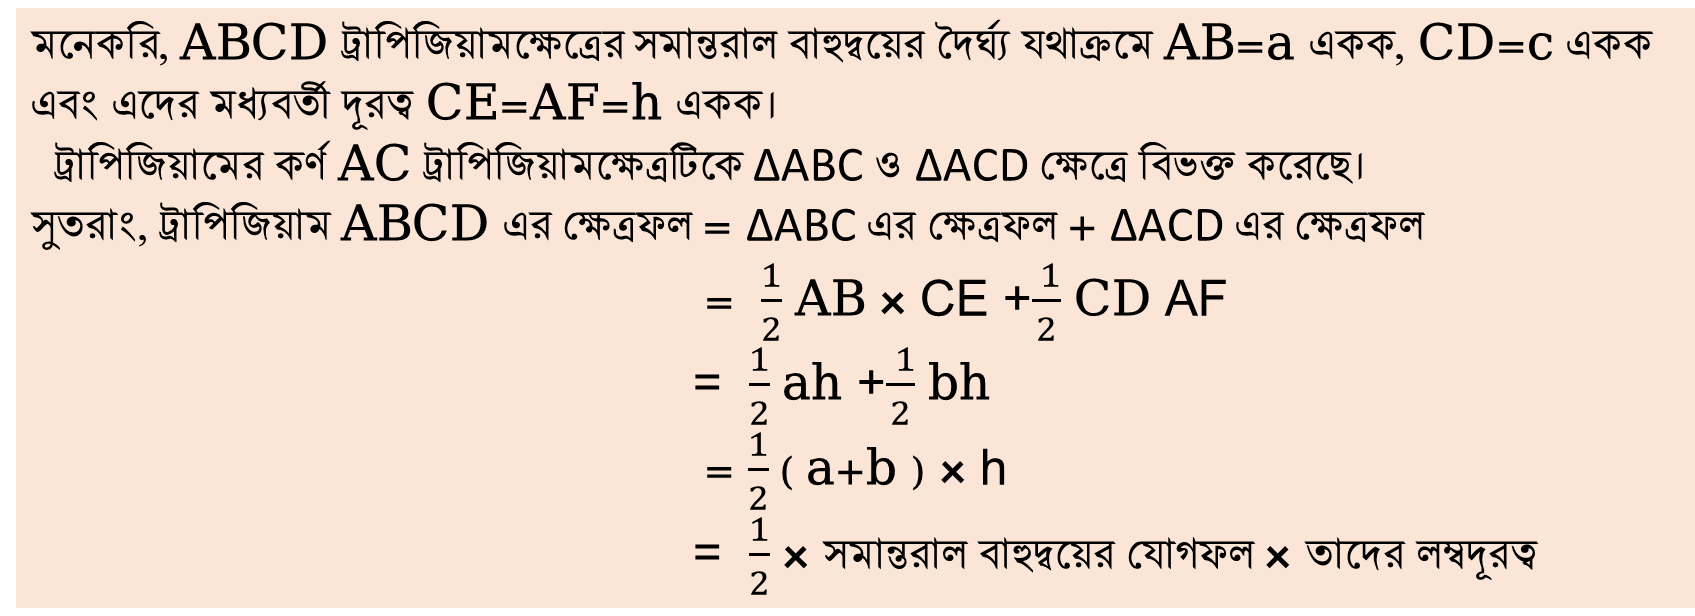 মনেকরি, ABCD ট্রাপিজিয়ামক্ষেত্রের সমান্তরাল বাহুদ্বয়ের দৈর্ঘ্য যথাক্রমে AB=a একক, CD=c একক
এবং এদের মধ্যবর্তী দূরত্ব CE=AF=h একক।
ট্রাপিজিয়ামের কর্ণ AC ট্রাপিজিয়ামক্ষেত্রটিকে ΔABC ও ΔACD ক্ষেত্রে বিভক্ত করেছে।
সুতরাং, ট্রাপিজিয়াম ABCD এর ক্ষেত্রফল = ΔABC এর ক্ষেত্রফল + ΔACD এর ক্ষেত্রফল
= 1/2 AB × CE + 1/2 CD AF
= 1/2 ah + 1/2 bh
= 1/2 ( a+b ) × h
= 1/2 × সমান্তরাল বাহুদ্বয়ের যোগফল × তাদের লম্বদূরত্ব